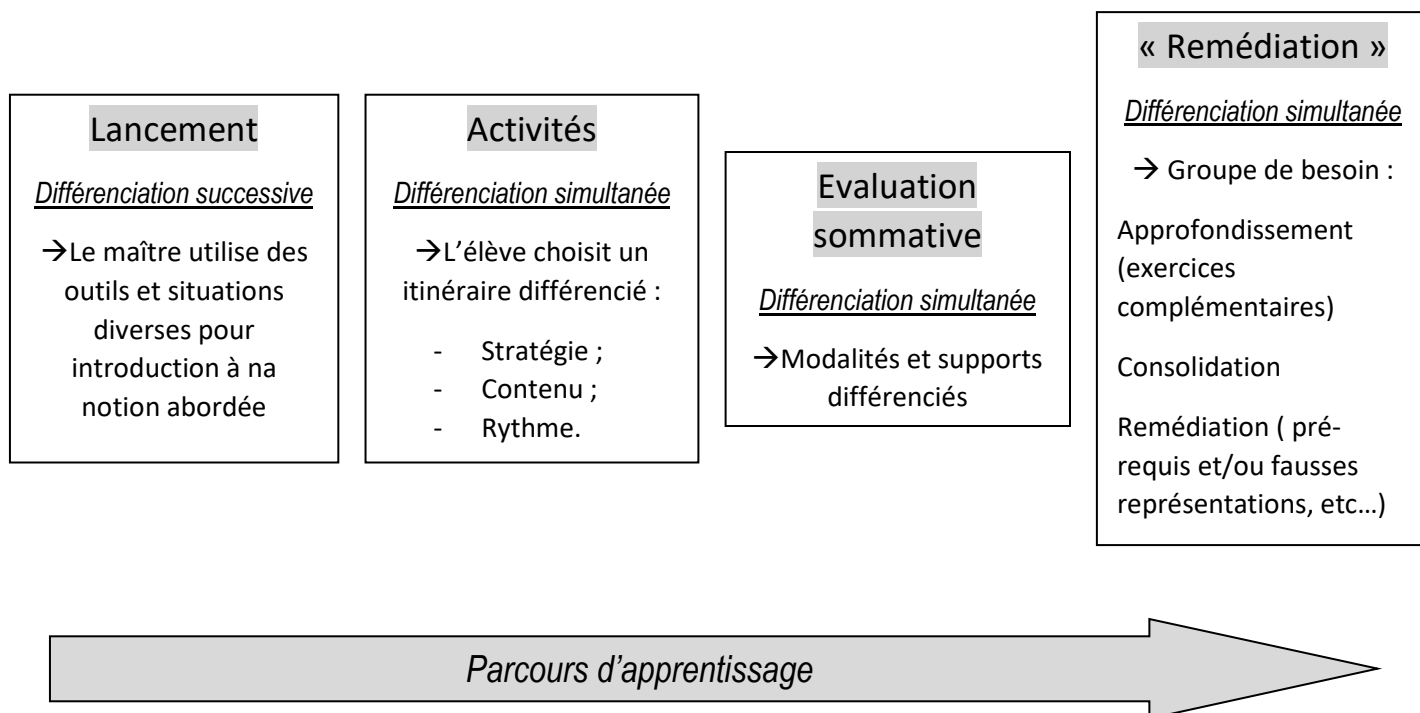 Lancement
Différenciation successive
→Le maître utilise des
outils et situations
diverses pour
introduction à na
notion abordée
Activités
Différenciation simultanée
→L’élève choisit un
itinéraire différencié :
- Stratégie ;
- Contenu ;
- Rythme.
Evaluation
sommative
Différenciation simultanée
→Modalités et supports
différenciés
« Remédiation »
Différenciation simultanée
→ Groupe de besoin :
Approfondissement
(exercices
complémentaires)
Consolidation
Remédiation ( pré-
requis et/ou fausses
représentations, etc…)
Parcours d’apprentissage